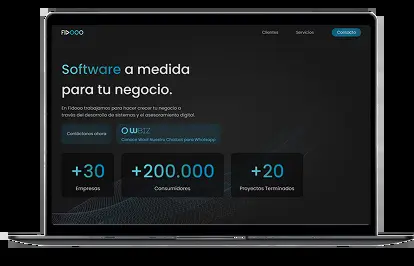 FIDOOO
Clientes
Servicios
Contacto
Software a medida
para tu negocio.
En Fidooo trabajamos para hacer crecer tu negocio a
través del desarrollo de sistemas y el asesoramiento digital.
Contáctanos ahora
OWBIZ
Conoce Wabi Nuestro Chatbot para Whatsapp
+30
Empresas
+200.000
Consumidores
+20
Proyectos Terminados